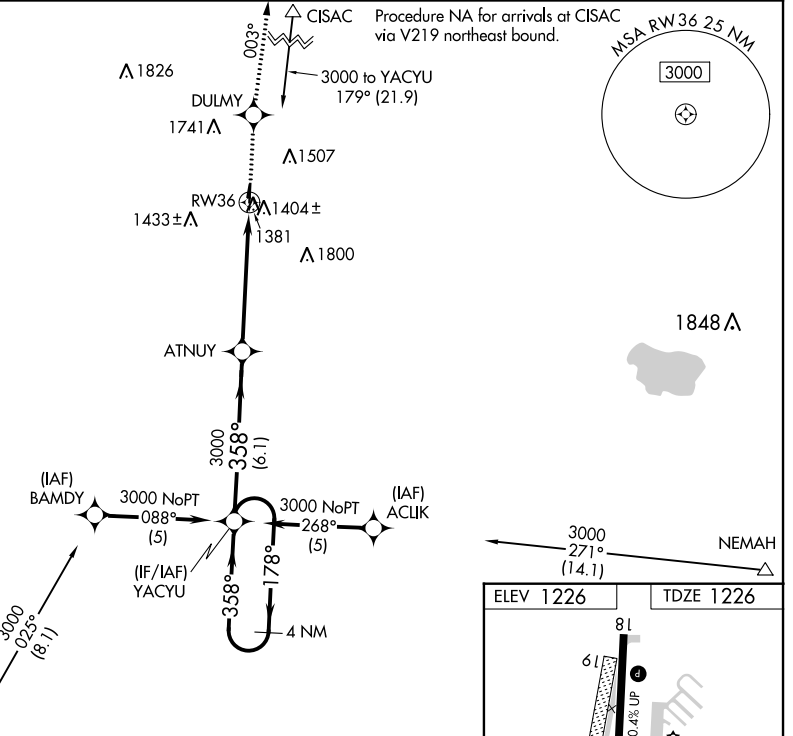 CISAC
Procedure NA for arrivals at CISAC
via V219 northeast bound.
003°
3000 to YACYU
179° (21.9)
MSA RW36 25 NM
3000
1826
DULMY
1741
1507
RW36
1404±
1433±
1381
1800
1848
ATNUY
3000
358°
(6.1)
(IAF)
BAMDY
3000 NoPT
088°
(5)
3000 NoPT
268°
(5)
(IAF)
ACLIK
(IF/IAF)
YACYU
358°
178°
4 NM
3000
025°
(8.1)
3000
271°
(14.1)
NEMAH
ELEV 1226
TDZE 1226
18
19
P
0.4% UP